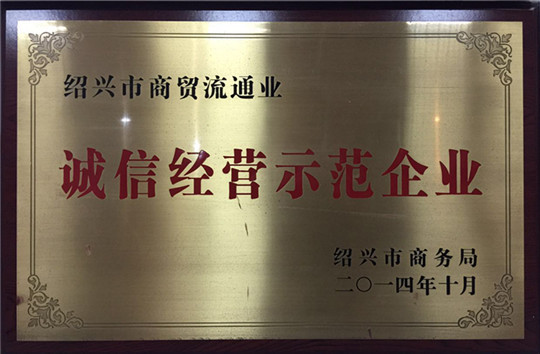 绍兴市商贸流通业
诚信经营示范企业
绍兴市商务局
二〇一四年十月